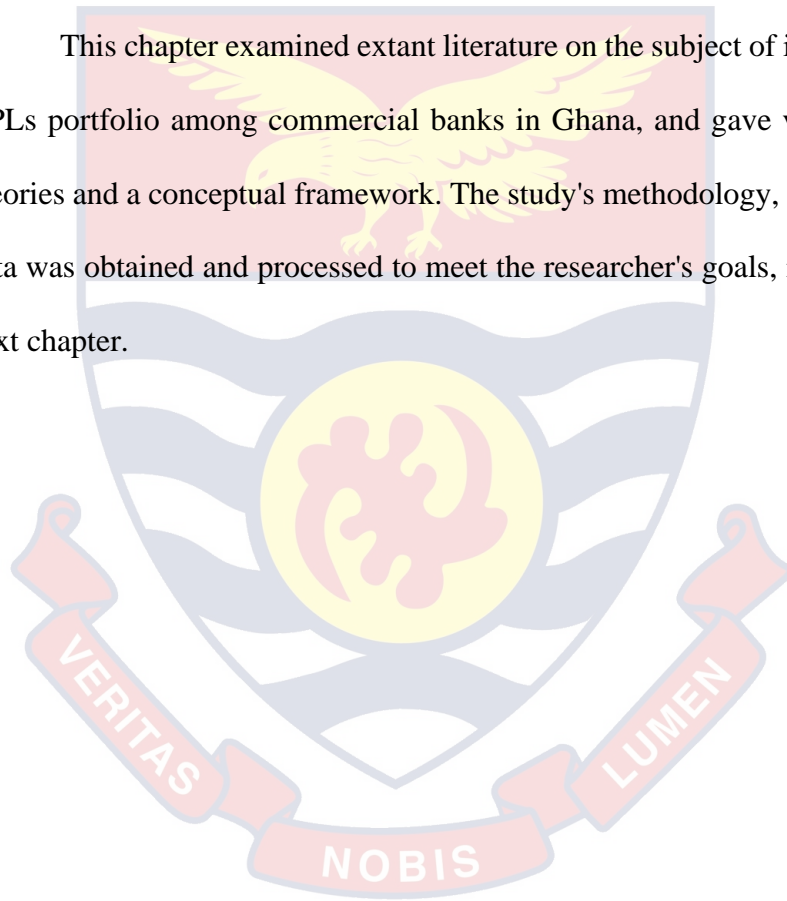 This chapter examined extant literature on the subject of i
PLs portfolio among commercial banks in Ghana, and gave v
eories and a conceptual framework. The study's methodology,
ta was obtained and processed to meet the researcher's goals,
xt chapter.
VERITAS
NOBIS
LUMEN